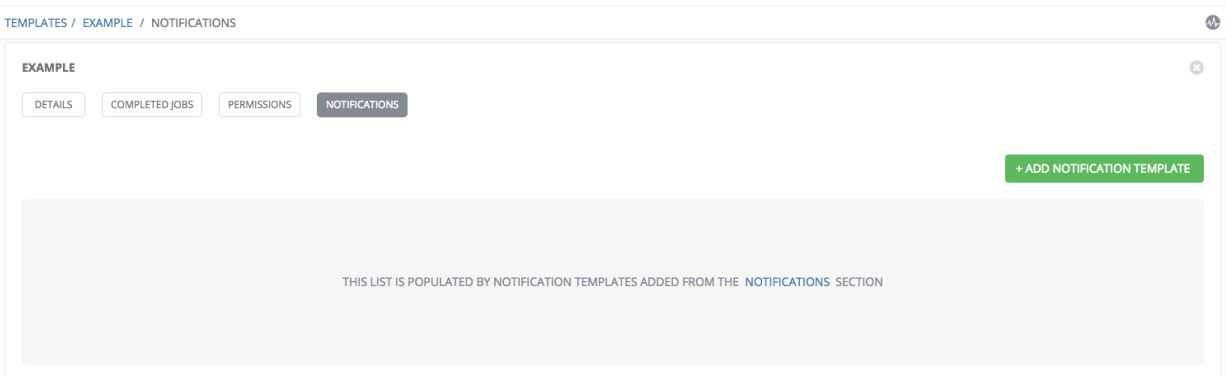 TEMPLATES / EXAMPLE / NOTIFICATIONS
EXAMPLE
DETAILS COMPLETED JOBS PERMISSIONS NOTIFICATIONS
+ ADD NOTIFICATION TEMPLATE
THIS LIST IS POPULATED BY NOTIFICATION TEMPLATES ADDED FROM THE NOTIFICATIONS SECTION